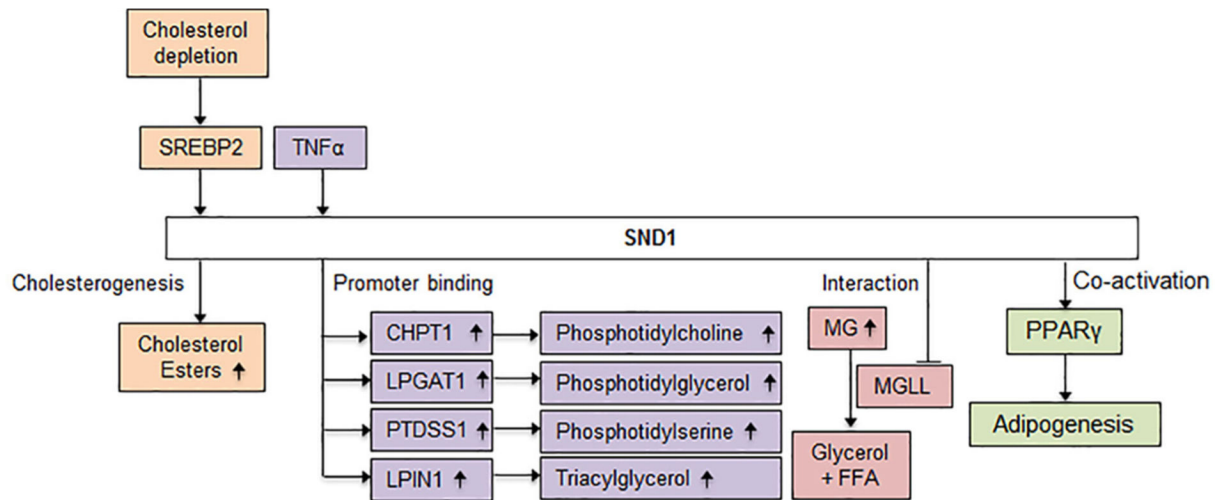 Cholesterol
depletion
SREBP2
TNFα
SND1
Cholesterogenesis
Promoter binding
Interaction
Co-activation
Cholesterol
Esters ↑
CHPT1 ↑
Phosphotidylcholine ↑
LPGAT1 ↑
Phosphotidylglycerol ↑
PTDSS1 ↑
Phosphotidylserine ↑
LPIN1 ↑
Triacylglycerol ↑
MG ↑
MGLL
Glycerol
+ FFA
PPARγ
Adipogenesis